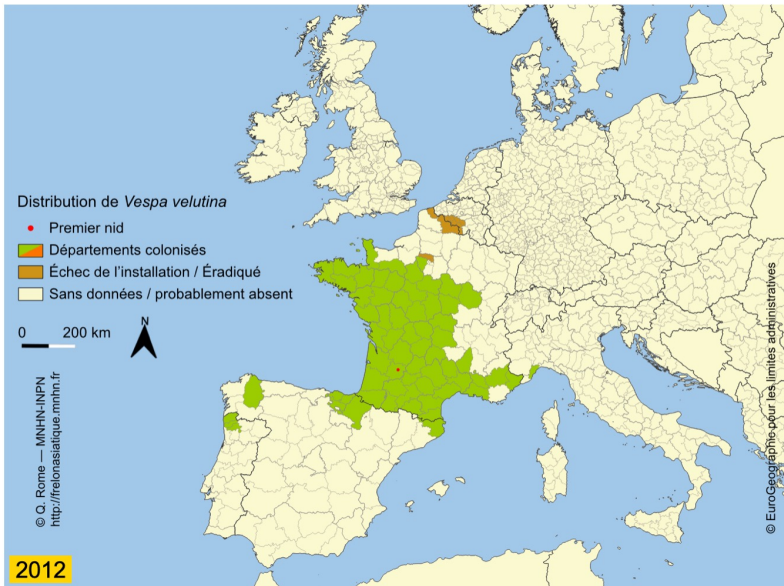 Distribution de Vespa velutina
Premier nid
Départements colonisés
Échec de l'installation / Éradiqué
Sans données / probablement absent
0 200 km
N
© Q. Rome — MNHN-INPN
http://frelonasiatique.mnhn.fr
2012
© EuroGeographic pour les limites administratives